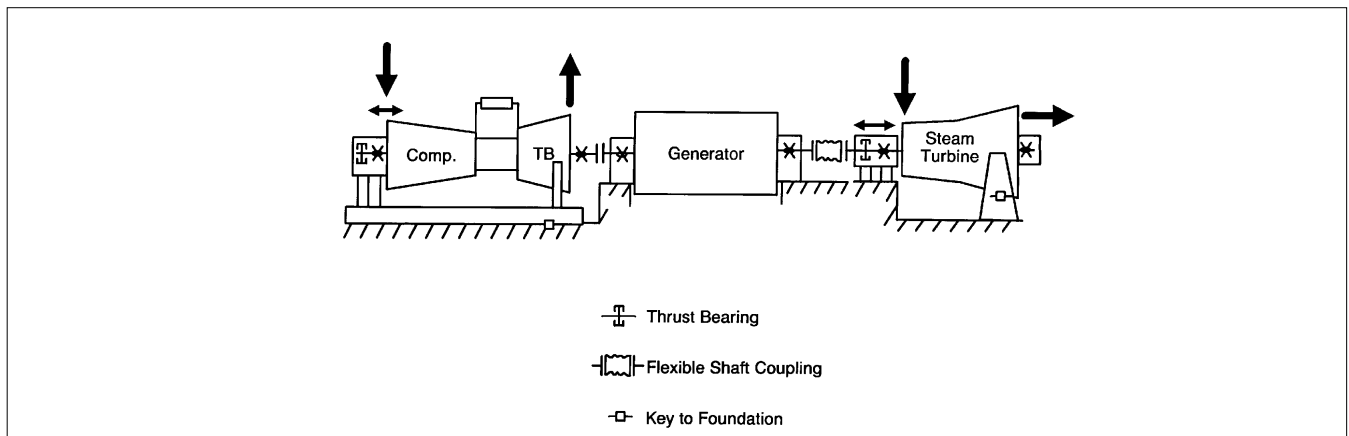 Comp.
TB
Generator
Steam
Turbine
Thrust Bearing
Flexible Shaft Coupling
Key to Foundation